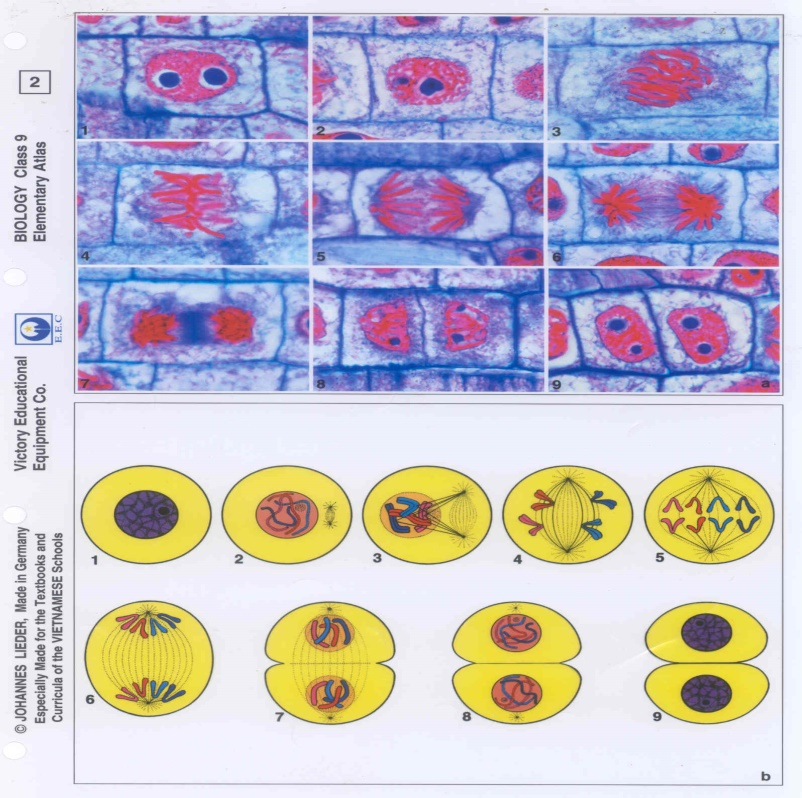 2
BIOLOGY Class 9
Elementary Atlas
E.E.C
Victory Educational
Equipment Co.
© JOHANNES LIEDER, Made in Germany
Especially Made for the Textbooks and
Curricula of the VIETNAMESE Schools
1
2
3
4
5
6
7
8
9
a
1
2
3
4
5
6
7
8
9
b